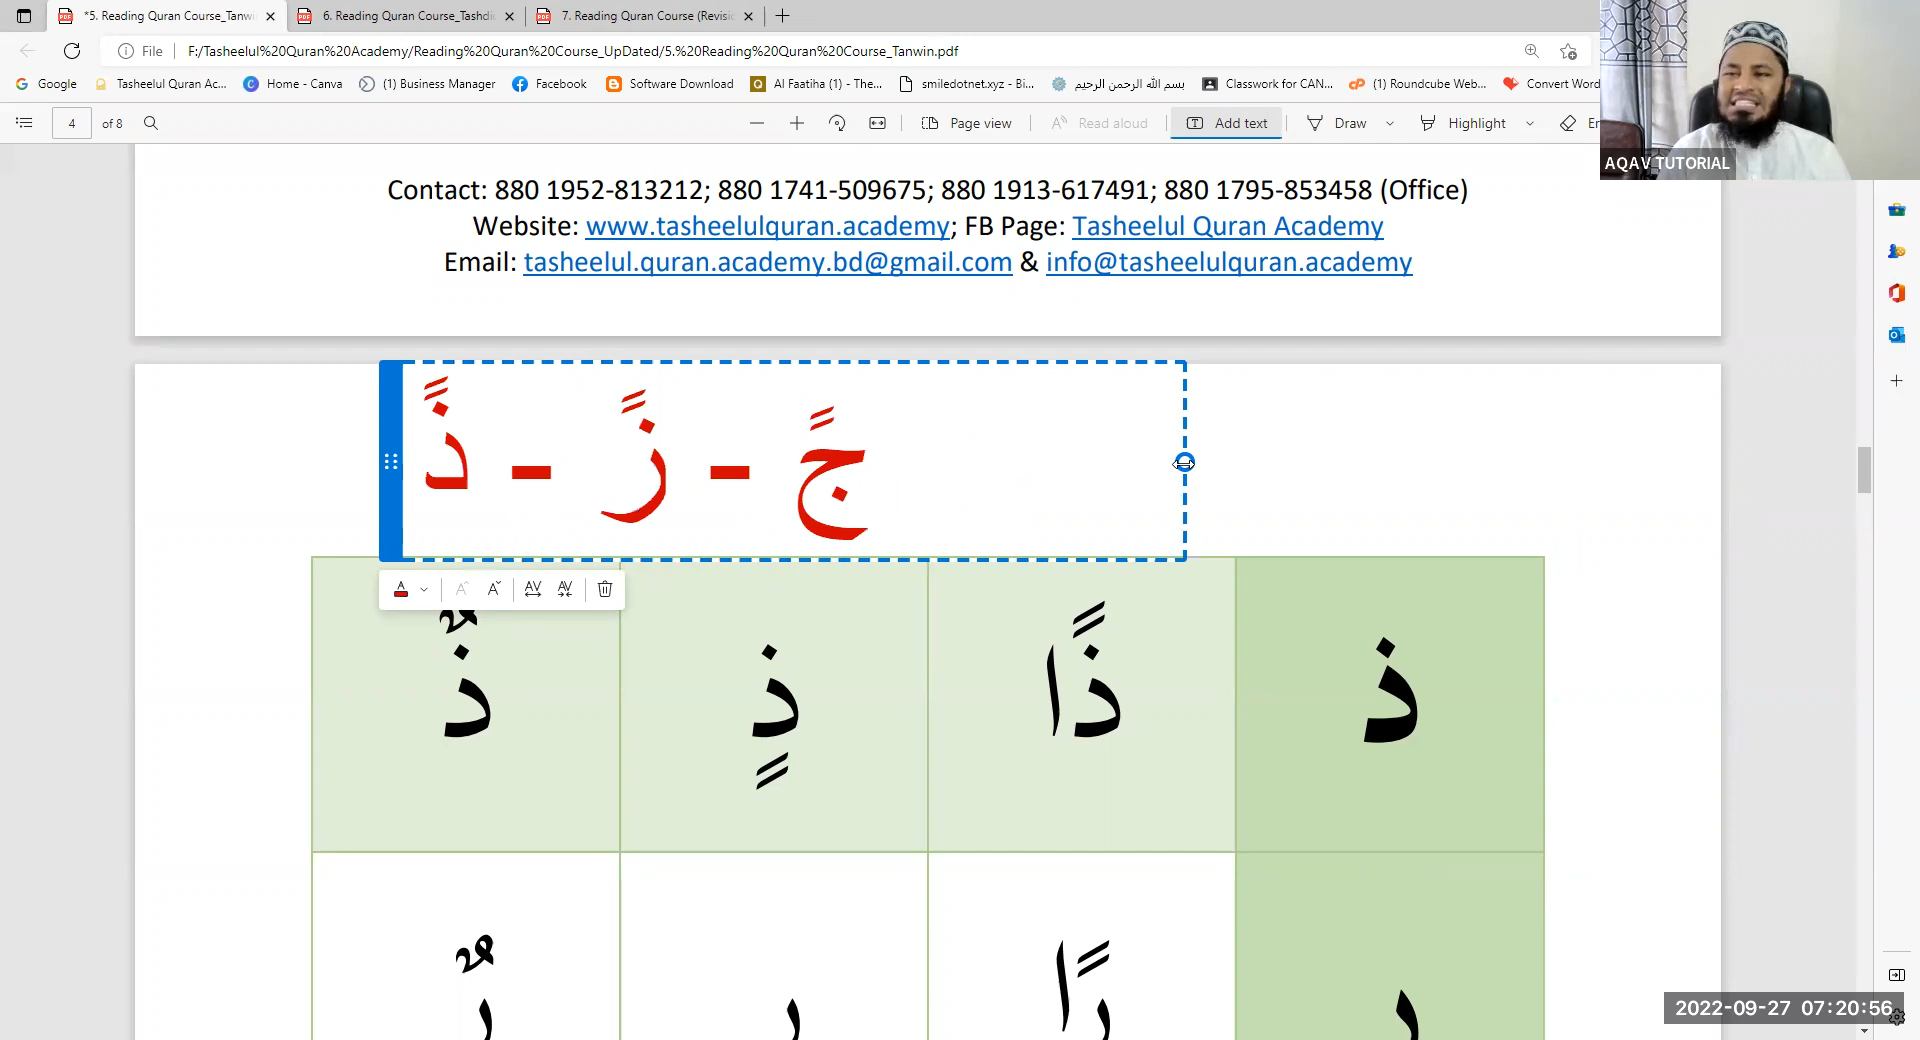 *5. Reading Quran Course_Tanwi
6. Reading Quran Course_Tashdi
7. Reading Quran Course (Revisi
File
F:/Tasheelul%20Quran%20Academy/Reading%20Quran%20Course_UpDated/5.%20Reading%20Quran%20Course_Tanwin.pdf
Google
Tasheelul Quran Ac...
Home - Canva
(1) Business Manager
Facebook
Software Download
Al Faatiha (1) - The...
smiledotnet.xyz - Bi...
بسم الله الرحمن الرحيم
Classwork for CAN...
(1) Roundcube Web...
Convert Word
4 of 8
Page view
Read aloud
Add text
Draw
Highlight
AQAV TUTORIAL
Contact: 880 1952-813212; 880 1741-509675; 880 1913-617491; 880 1795-853458 (Office)
Website: www.tasheelulquran.academy; FB Page: Tasheelul Quran Academy
Email: tasheelul.quran.academy.bd@gmail.com & info@tasheelulquran.academy
جً - زً - ذً
ذ ذًا ذٍ ذٌ
ر رًا ر رٌ
2022-09-27 07:20:56